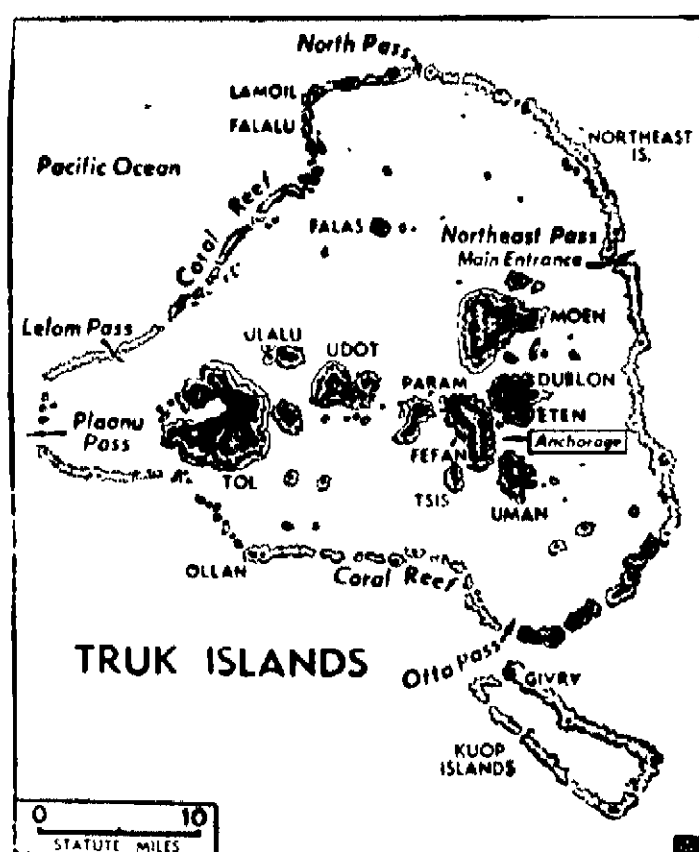 North Pass
LAMOIL
FALALU
NORTHEAST
IS.
Pacific Ocean
Coral Reef
FALAS
Northeast Pass
Main Entrance
MOEN
Lelom Pass
ULALU
UDOT
PARAM
DUBLON
ETEN
Plaanu
Pass
Anchorage
FEFAN
TOL
TSIS
UMAN
OLLAN
Coral Reef
TRUK ISLANDS
Otta Pass
GIVRY
KUOP
ISLANDS
0 10
STATUTE MILES